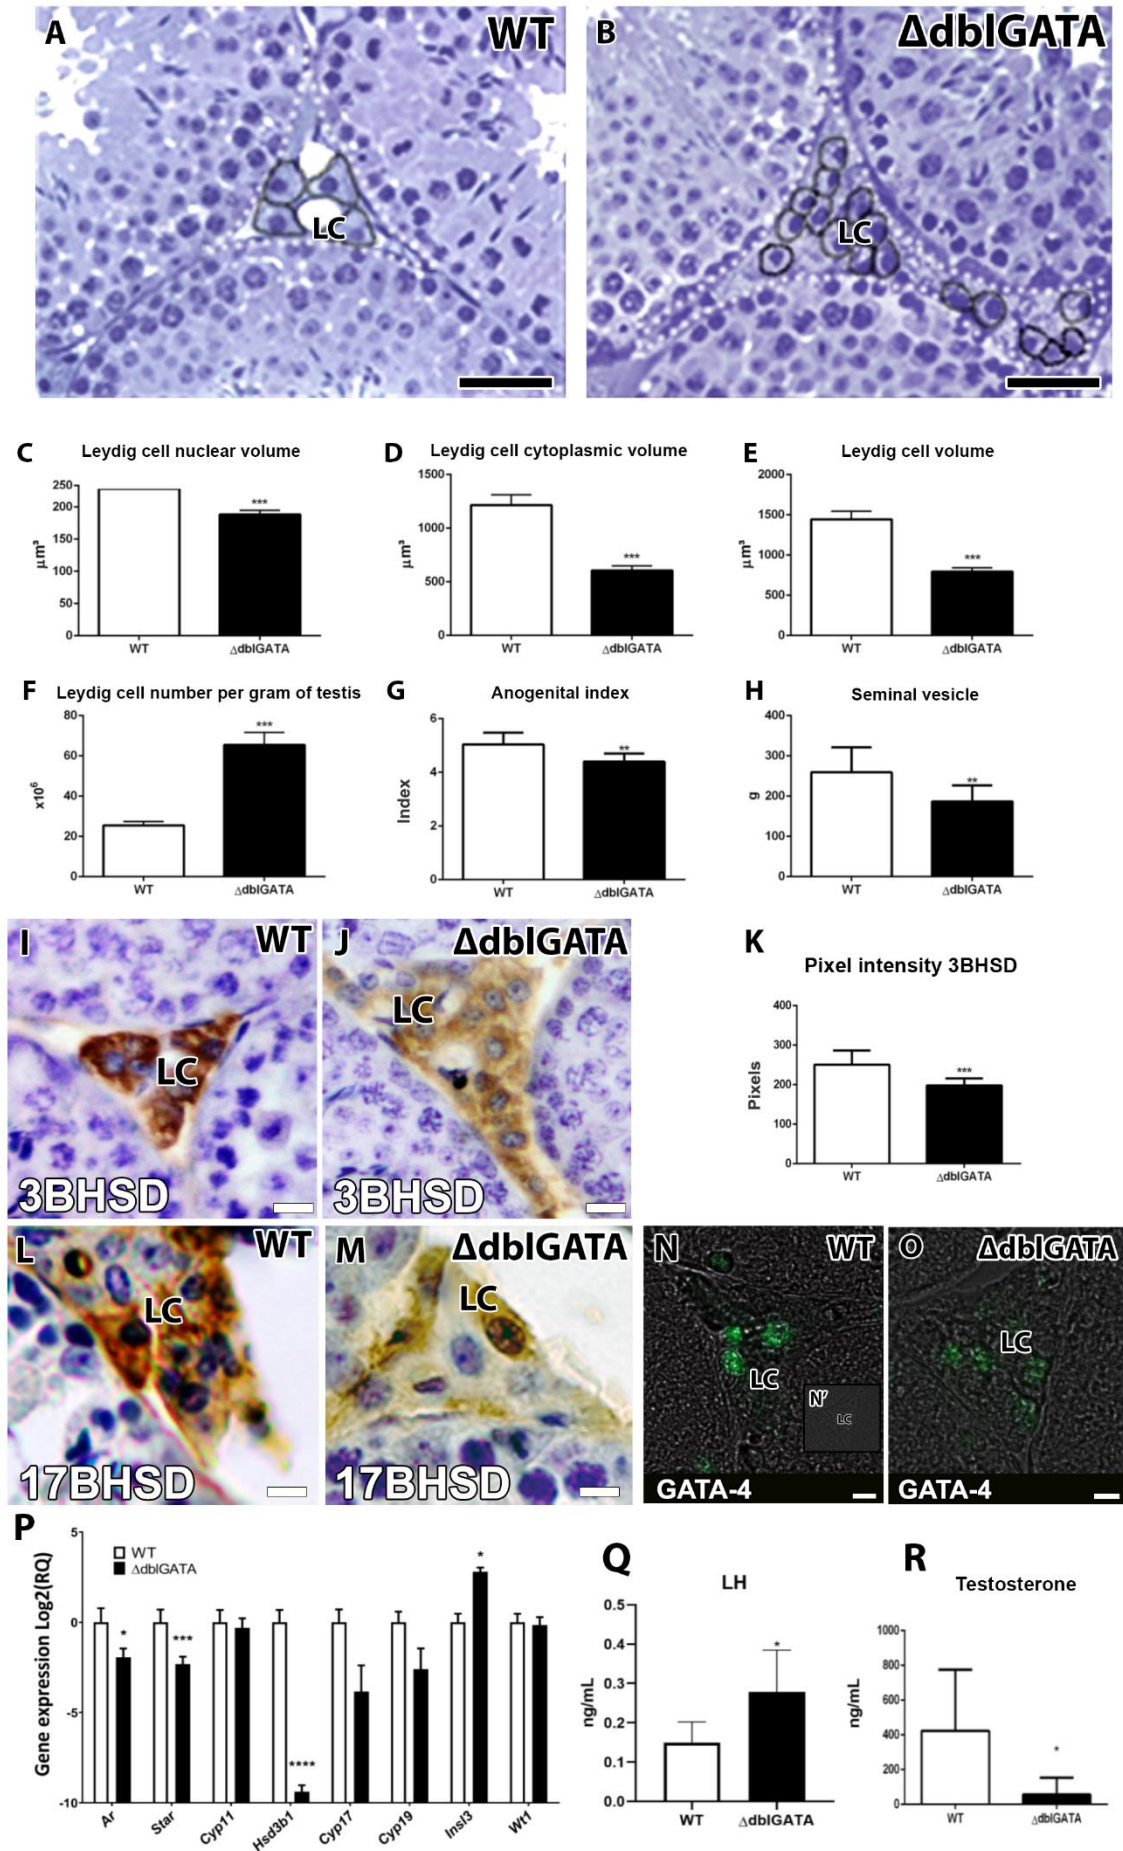 A WT
LC
B ΔdblGATA
LC
C Leydig cell nuclear volume
µm³
250
200
150
100
50
0
***
WT ΔdblGATA
D Leydig cell cytoplasmic volume
µm³
1500
1000
500
0
***
WT ΔdblGATA
E Leydig cell volume
µm³
2000
1500
1000
500
0
***
WT ΔdblGATA
F Leydig cell number per gram of testis
x10⁶
80
60
40
20
0
***
WT ΔdblGATA
G Anogenital index
Index
6
4
2
0
**
WT ΔdblGATA
H Seminal vesicle
g
400
300
200
100
0
**
WT ΔdblGATA
I WT
LC
3BHSD
J ΔdblGATA
LC
3BHSD
K Pixel intensity 3BHSD
Pixels
400
300
200
100
0
***
WT ΔdblGATA
L WT
LC
17BHSD
M ΔdblGATA
LC
17BHSD
N WT
LC
N'
LC
GATA-4
O ΔdblGATA
LC
GATA-4
P
Gene expression Log2(RQ)
5
0
-5
-10
WT
ΔdblGATA
* *** **** *
Ar Star Cyp11 Hsd3b1 Cyp17 Cyp19 Insl3 Wt1
Q LH
ng/mL
0.5
0.4
0.3
0.2
0.1
0.0
*
WT ΔdblGATA
R Testosterone
ng/mL
1000
800
600
400
200
0
*
WT ΔdblGATA